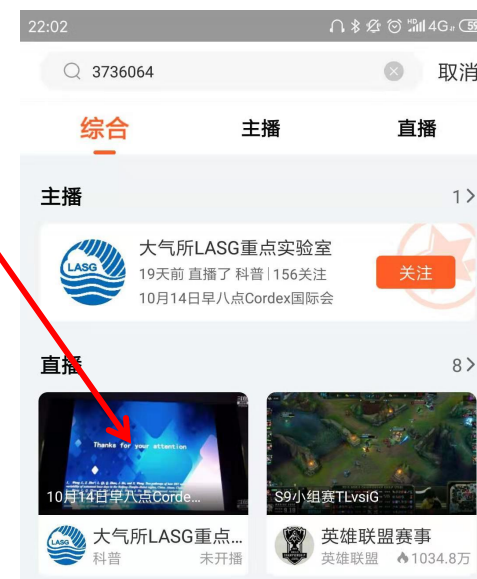 22:02 4G 59
3736064 取消
综合 主播 直播
主播 1>
LASG
大气所LASG重点实验室
19天前 直播了 科普|156关注
关注
10月14日早八点Cordex国际会
直播 8>
Thanks for your attention
10月14日早八点Corde...
S9小组赛TLvsiG
LASG
大气所LASG重点...
科普 未开播
英雄联盟赛事
英雄联盟 1034.8万